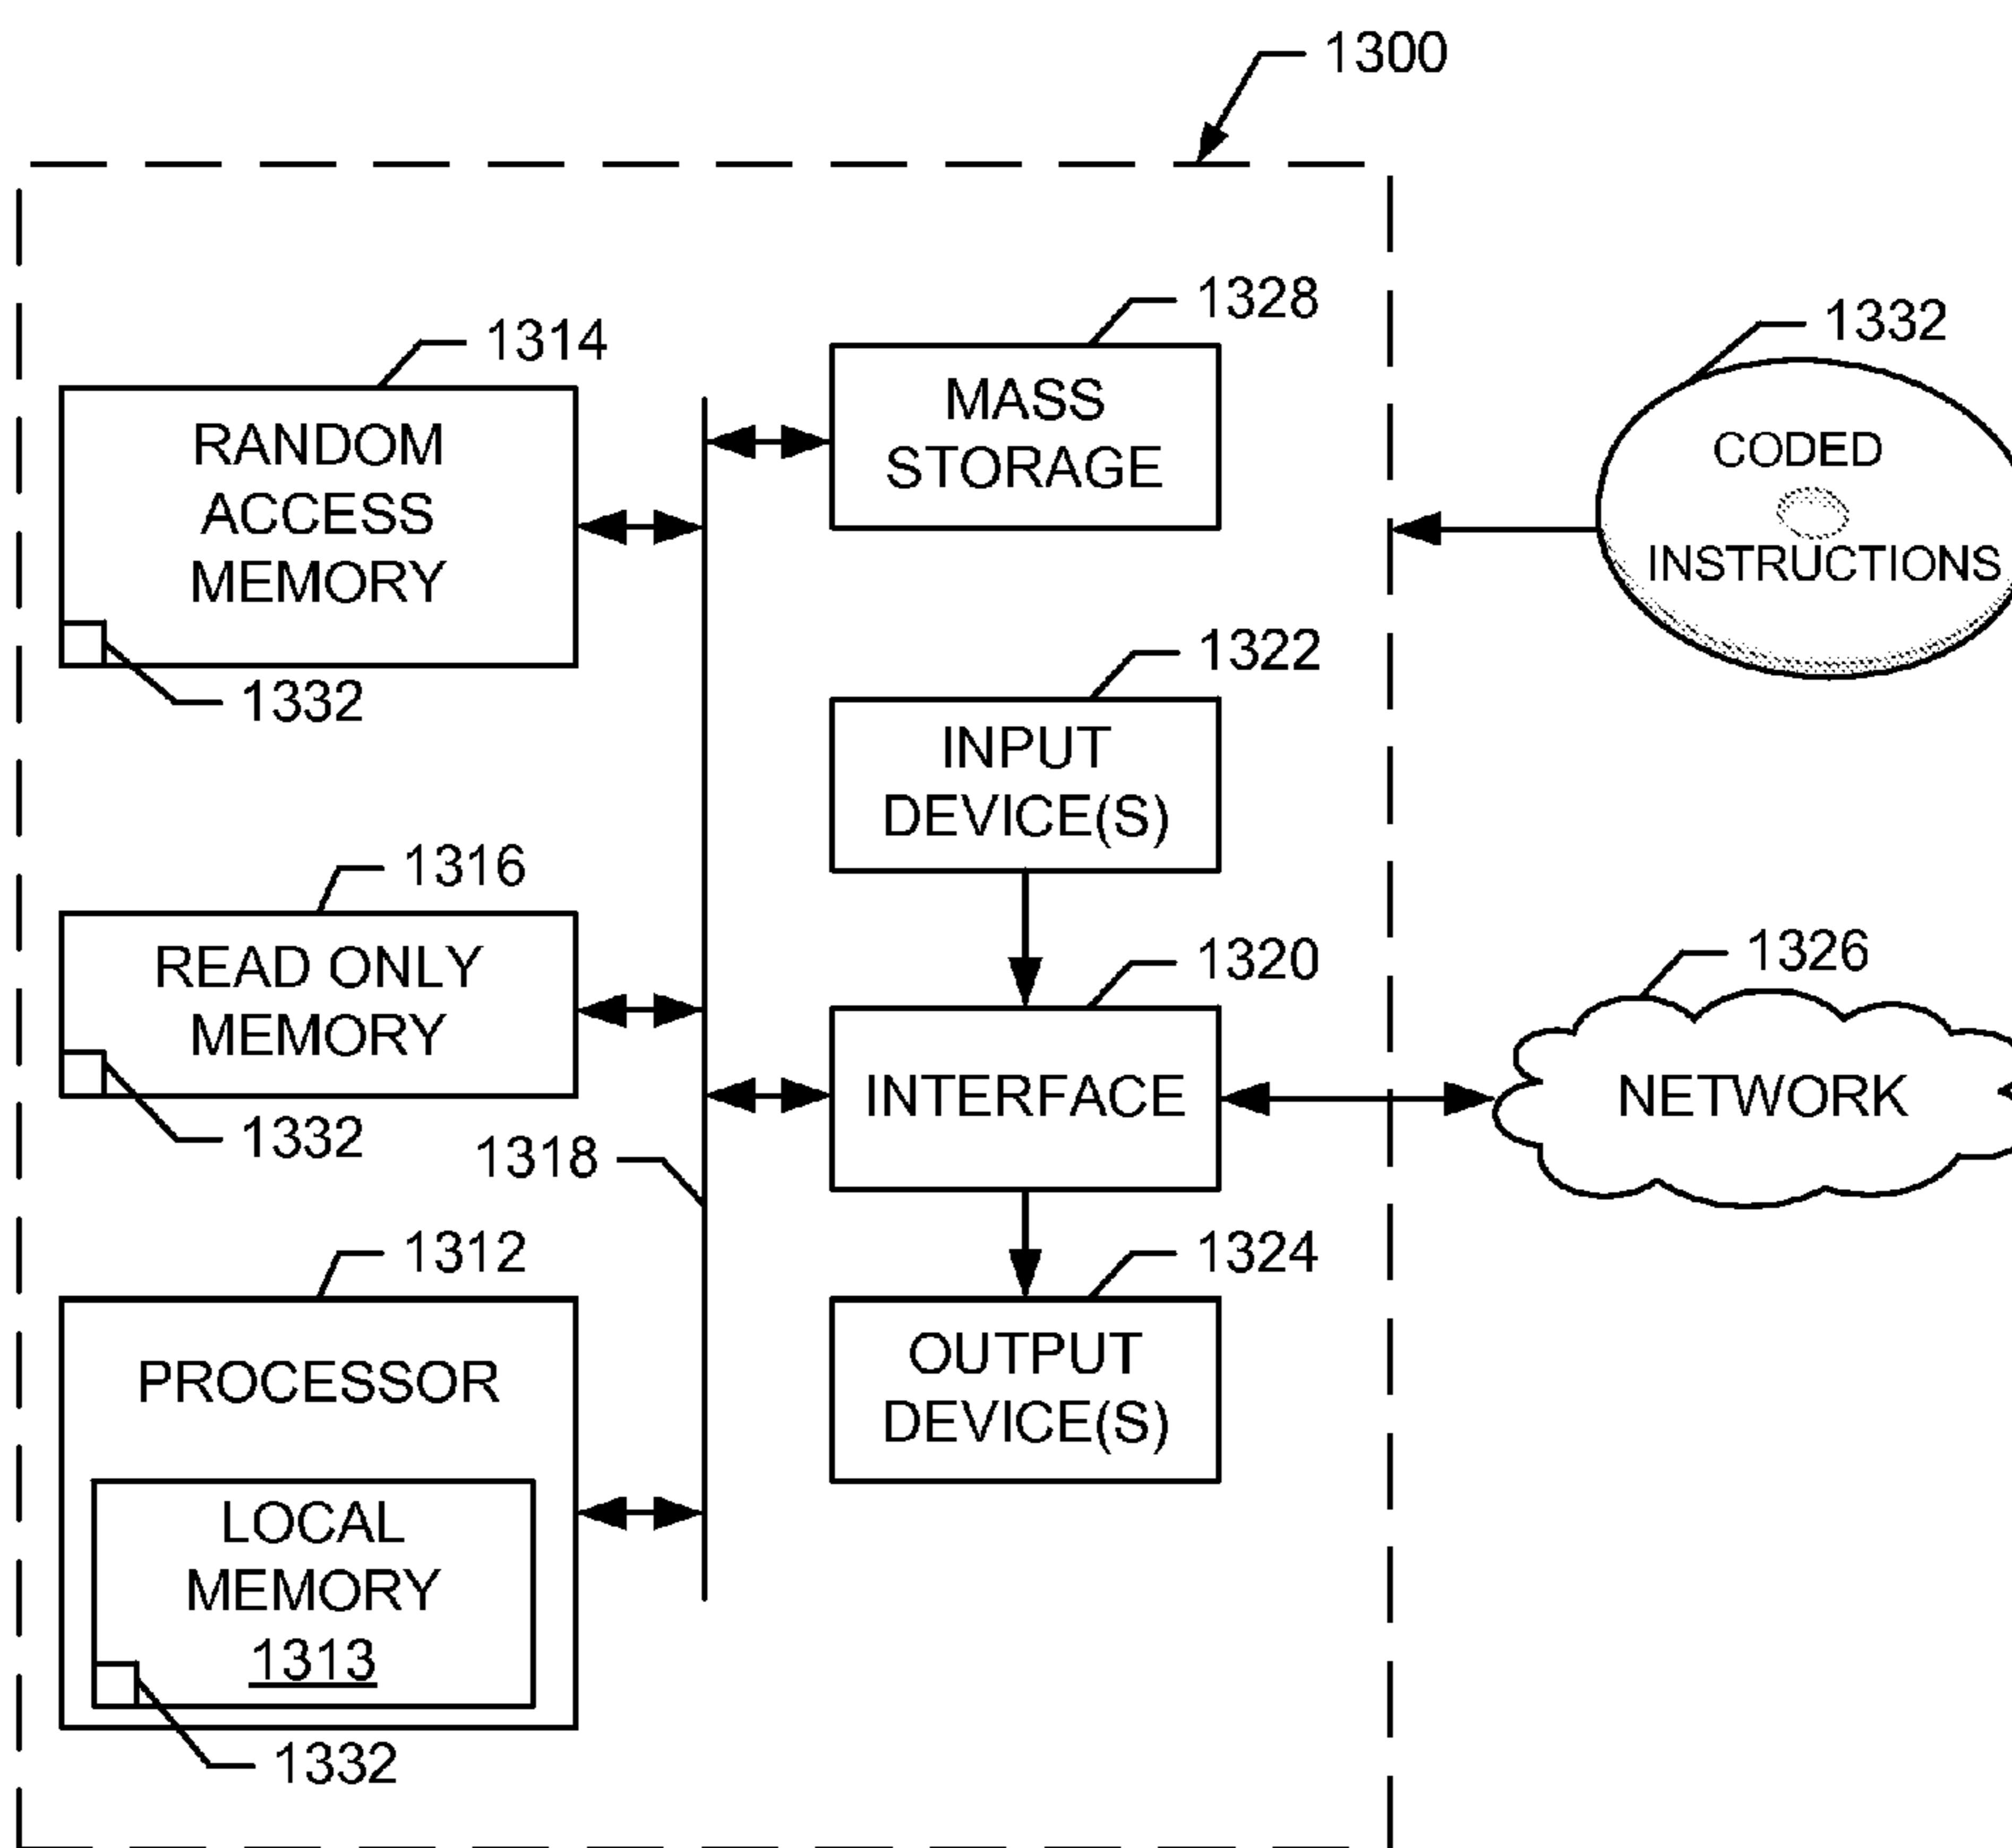 1300
1328
MASS
STORAGE
1314
RANDOM
ACCESS
MEMORY
1332
1332
CODED
INSTRUCTIONS
1322
INPUT
DEVICE(S)
1316
READ ONLY
MEMORY
1332
1320
INTERFACE
1326
NETWORK
1318
1312
PROCESSOR
LOCAL
MEMORY
1313
1332
1324
OUTPUT
DEVICE(S)